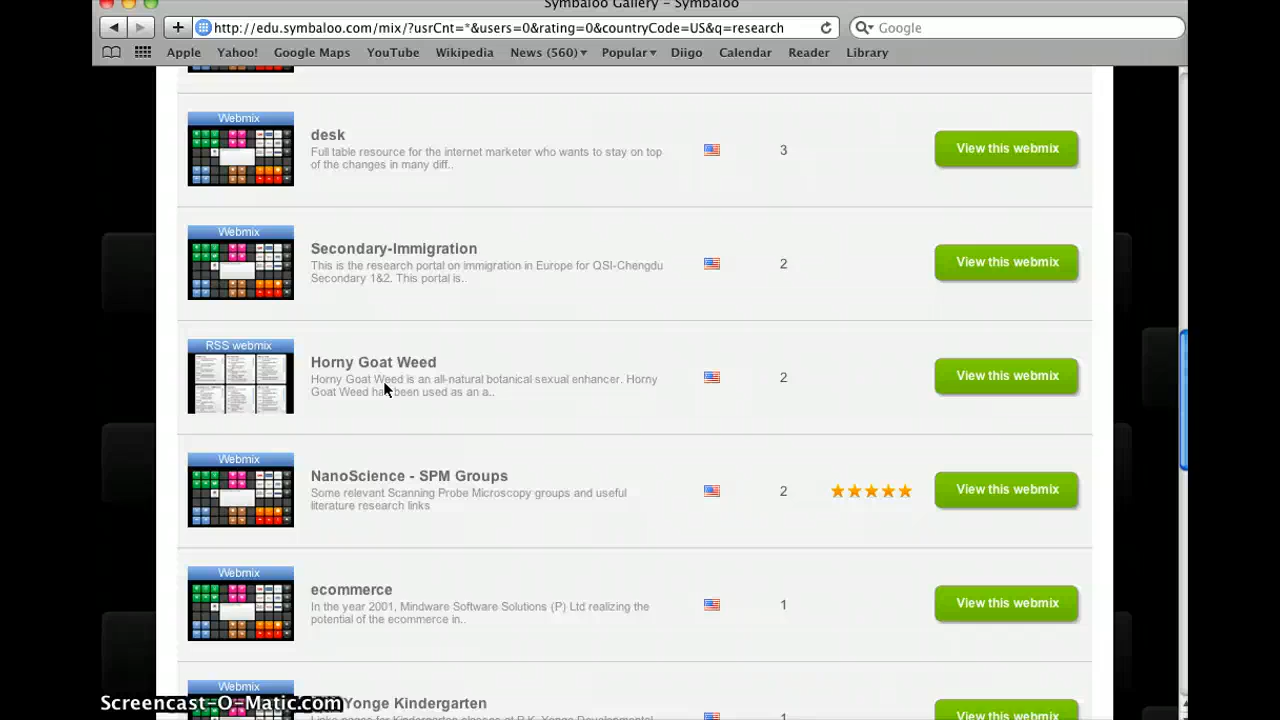 Symbaloo Gallery – Symbaloo
http://edu.symbaloo.com/mix/?usrCnt=*&users=0&rating=0&countryCode=US&q=research
Google
Apple Yahoo! Google Maps YouTube Wikipedia News (560)▾ Popular▾ Diigo Calendar Reader Library
Webmix
desk
Full table resource for the internet marketer who wants to stay on top
of the changes in many diff..
3
View this webmix
Webmix
Secondary-Immigration
This is the research portal on immigration in Europe for QSI-Chengdu
Secondary 1&2. This portal is..
2
View this webmix
RSS webmix
Horny Goat Weed
Horny Goat Weed is an all-natural botanical sexual enhancer. Horny
Goat Weed has been used as an a..
2
View this webmix
Webmix
NanoScience - SPM Groups
Some relevant Scanning Probe Microscopy groups and useful
literature research links
2
View this webmix
Webmix
ecommerce
In the year 2001, Mindware Software Solutions (P) Ltd realizing the
potential of the ecommerce in..
1
View this webmix
Webmix
Yonge Kindergarten
1
View this webmix
Screencast-O-Matic.com